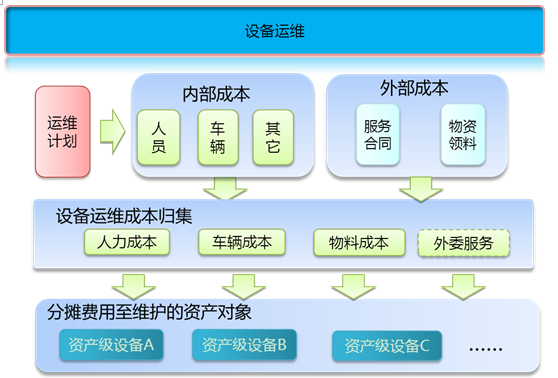 设备运维
运维
计划
内部成本
人
员
车
辆
其
它
外部成本
服务
合同
物资
领料
设备运维成本归集
人力成本
车辆成本
物料成本
外委服务
分摊费用至维护的资产对象
资产级设备A
资产级设备B
资产级设备C
……